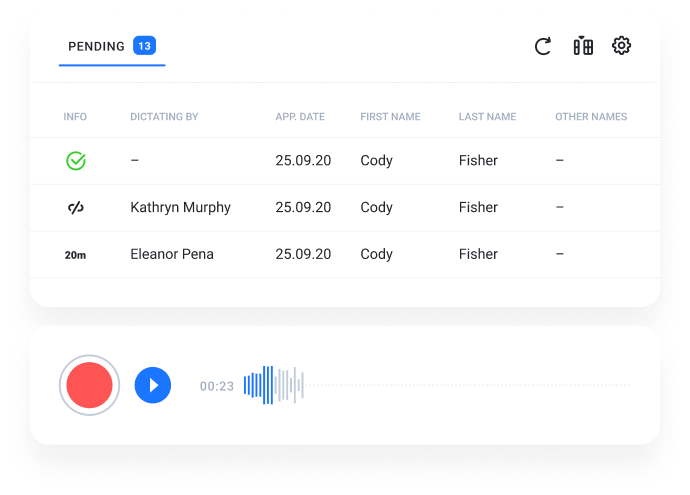 PENDING 13
INFO DICTATING BY APP. DATE FIRST NAME LAST NAME OTHER NAMES
– 25.09.20 Cody Fisher –
Kathryn Murphy 25.09.20 Cody Fisher –
20m Eleanor Pena 25.09.20 Cody Fisher –
00:23